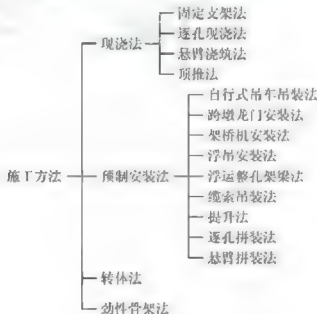 施工方法
现浇法
固定支架法
逐孔现浇法
悬臂浇筑法
顶推法
预制安装法
自行式吊车吊装法
跨墩龙门安装法
架桥机安装法
浮吊安装法
浮运整孔架梁法
缆索吊装法
提升法
逐孔拼装法
悬臂拼装法
转体法
劲性骨架法